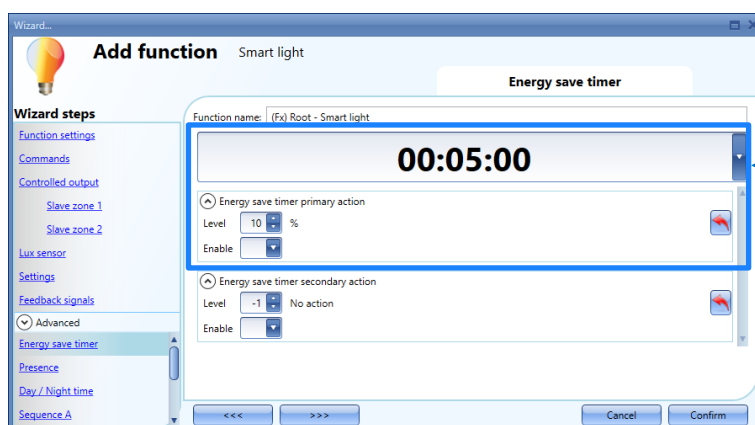 Wizard...
Add function Smart light
Energy save timer
Wizard steps
Function settings
Commands
Controlled output
Slave zone 1
Slave zone 2
Lux sensor
Settings
Feedback signals
Advanced
Energy save timer
Presence
Day / Night time
Sequence A
Function name: (Fx) Root - Smart light
00:05:00
Energy save timer primary action
Level 10 %
Enable
Energy save timer secondary action
Level -1 No action
Enable
<<< >>> Cancel Confirm